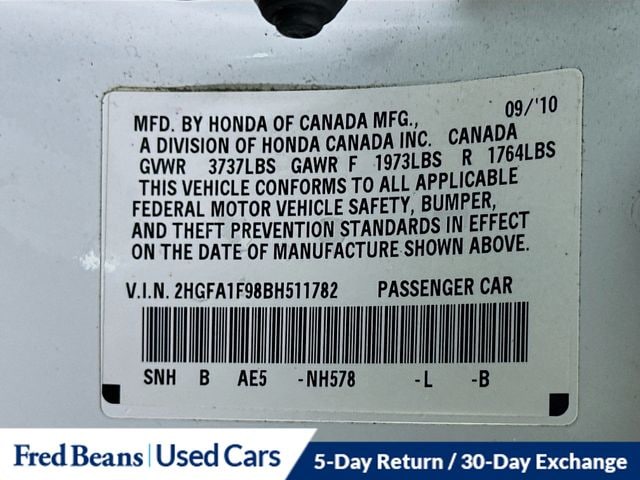 09/'10
MFD. BY HONDA OF CANADA MFG.,
A DIVISION OF HONDA CANADA INC. CANADA
GVWR 3737LBS GAWR F 1973LBS R 1764LBS
THIS VEHICLE CONFORMS TO ALL APPLICABLE
FEDERAL MOTOR VEHICLE SAFETY, BUMPER,
AND THEFT PREVENTION STANDARDS IN EFFECT
ON THE DATE OF MANUFACTURE SHOWN ABOVE.
V.I.N. 2HGFA1F98BH511782 PASSENGER CAR
SNH B AE5 -NH578 -L -B
Fred Beans | Used Cars 5-Day Return / 30-Day Exchange